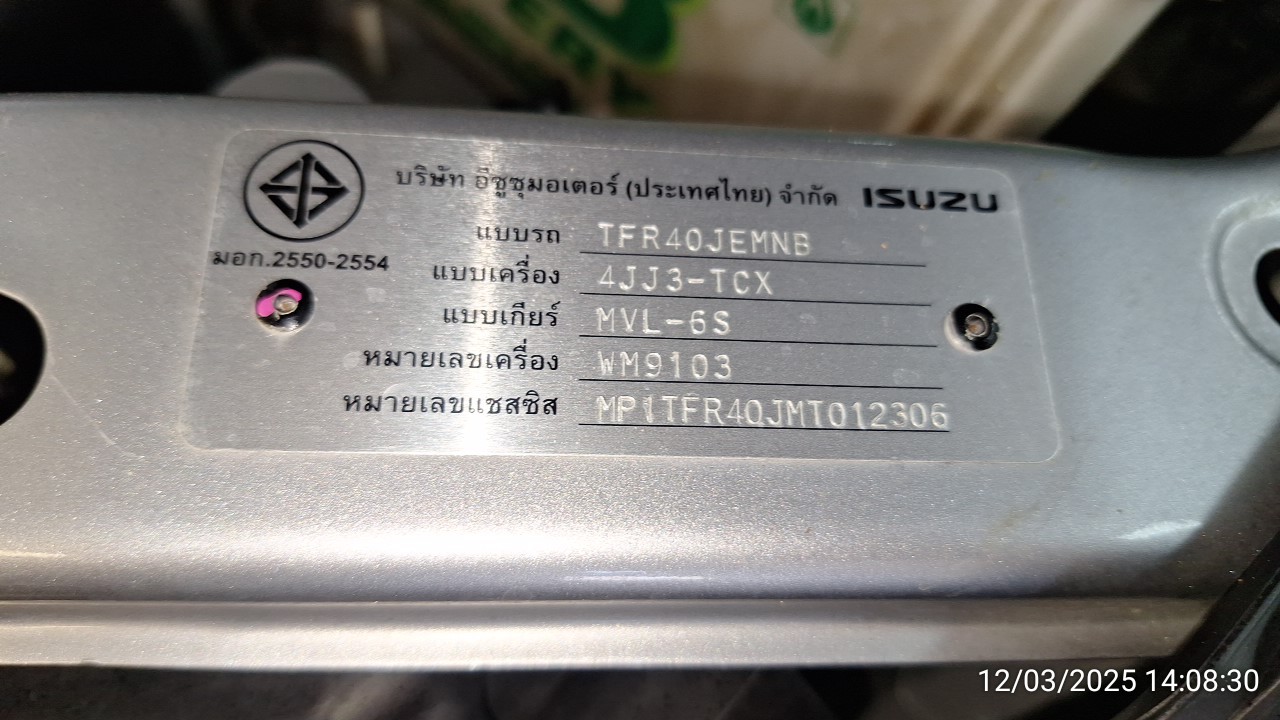 บริษัท อีซูซุมอเตอร์ (ประเทศไทย) จำกัด ISUZU
มอก.2550-2554
แบบรถ TFR40JEMNB
แบบเครื่อง 4JJ3-TCX
แบบเกียร์ MVL-6S
หมายเลขเครื่อง WM9103
หมายเลขแชสซิส MP1TFR40JMT012306
12/03/2025 14:08:30